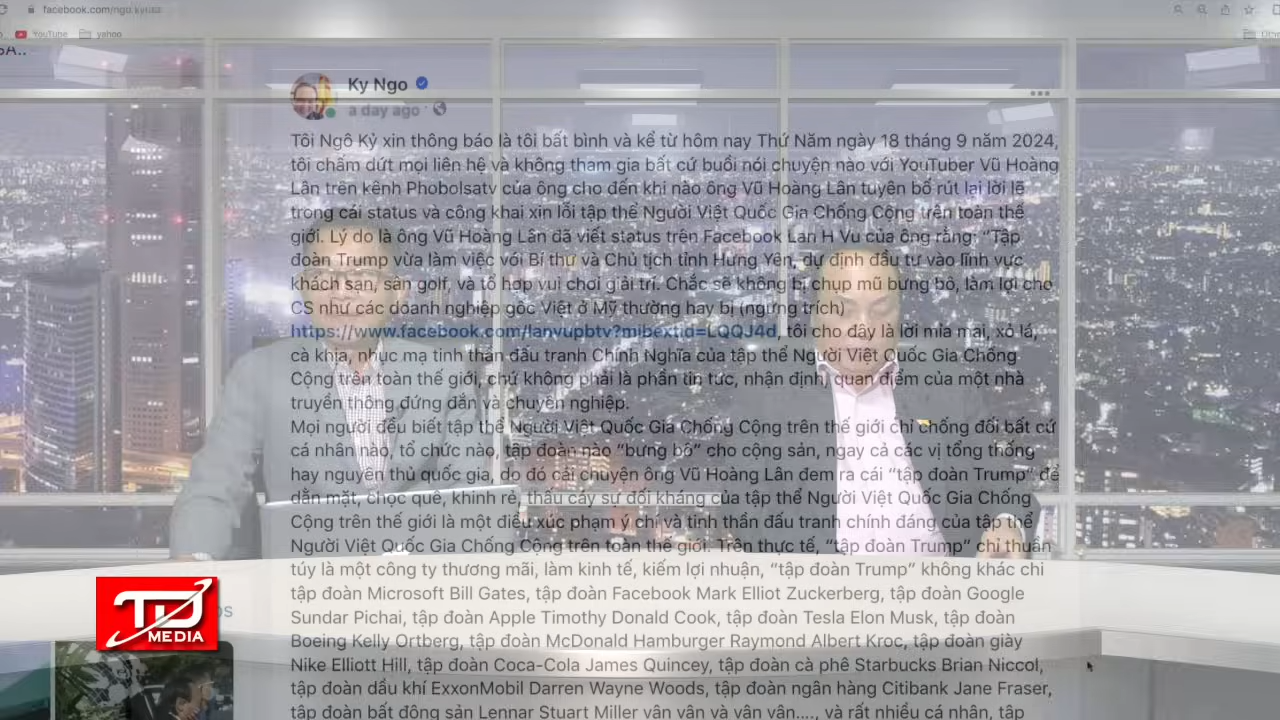 facebook.com/ngo.kyusa
YouTube
yahoo
SA..
Ky Ngo
a day ago ·
Tôi Ngô Kỷ xin thông báo là tôi bất bình và kể từ hôm nay Thứ Năm ngày 18 tháng 9 năm 2024,
tôi chấm dứt mọi liên hệ và không tham gia bất cứ buổi nói chuyện nào với YouTuber Vũ Hoàng
Lân trên kênh Phobolsatv của ông cho đến khi nào ông Vũ Hoàng Lân tuyên bố rút lại lời lẽ
trong cái status và công khai xin lỗi tập thể Người Việt Quốc Gia Chống Cộng trên toàn thế
giới. Lý do là ông Vũ Hoàng Lân đã viết status trên Facebook Lan H Vu của ông rằng: “Tập
đoàn Trump vừa làm việc với Bí thư và Chủ tịch tỉnh Hưng Yên, dự định đầu tư vào lĩnh vực
khách sạn, sân golf, và tổ hợp vui chơi giải trí. Chắc sẽ không bị chụp mũ bưng bô, làm lợi cho
CS như các doanh nghiệp gốc Việt ở Mỹ thường hay bị (ngưng trích)
https://www.facebook.com/lanvupbtv?mibextid=LQQJ4d, tôi cho đây là lời mỉa mai, xỏ lá,
cà khịa, nhục mạ tinh thần đấu tranh Chính Nghĩa của tập thể Người Việt Quốc Gia Chống
Cộng trên toàn thế giới, chứ không phải là phần tin tức, nhận định, quan điểm của một nhà
truyền thông đứng đắn và chuyên nghiệp.
Mọi người đều biết tập thể Người Việt Quốc Gia Chống Cộng trên thế giới chỉ chống đối bất cứ
cá nhân nào, tổ chức nào, tập đoàn nào “bưng bô” cho cộng sản, ngay cả các vị tổng thống
hay nguyên thủ quốc gia, do đó cái chuyện ông Vũ Hoàng Lân đem ra cái “tập đoàn Trump” để
dằn mặt, chọc quê, khinh rẻ, thấu cáy sự đối kháng của tập thể Người Việt Quốc Gia Chống
Cộng trên thế giới là một điều xúc phạm ý chí và tinh thần đấu tranh chính đáng của tập thể
Người Việt Quốc Gia Chống Cộng trên toàn thế giới. Trên thực tế, “tập đoàn Trump” chỉ thuần
túy là một công ty thương mãi, làm kinh tế, kiếm lợi nhuận, “tập đoàn Trump” không khác chi
tập đoàn Microsoft Bill Gates, tập đoàn Facebook Mark Elliot Zuckerberg, tập đoàn Google
Sundar Pichai, tập đoàn Apple Timothy Donald Cook, tập đoàn Tesla Elon Musk, tập đoàn
Boeing Kelly Ortberg, tập đoàn McDonald Hamburger Raymond Albert Kroc, tập đoàn giày
Nike Elliott Hill, tập đoàn Coca-Cola James Quincey, tập đoàn cà phê Starbucks Brian Niccol,
tập đoàn dầu khí ExxonMobil Darren Wayne Woods, tập đoàn ngân hàng Citibank Jane Fraser,
tập đoàn bất động sản Lennar Stuart Miller vân vân và vân vân...., và rất nhiều cá nhân, tập
TD
MEDIA